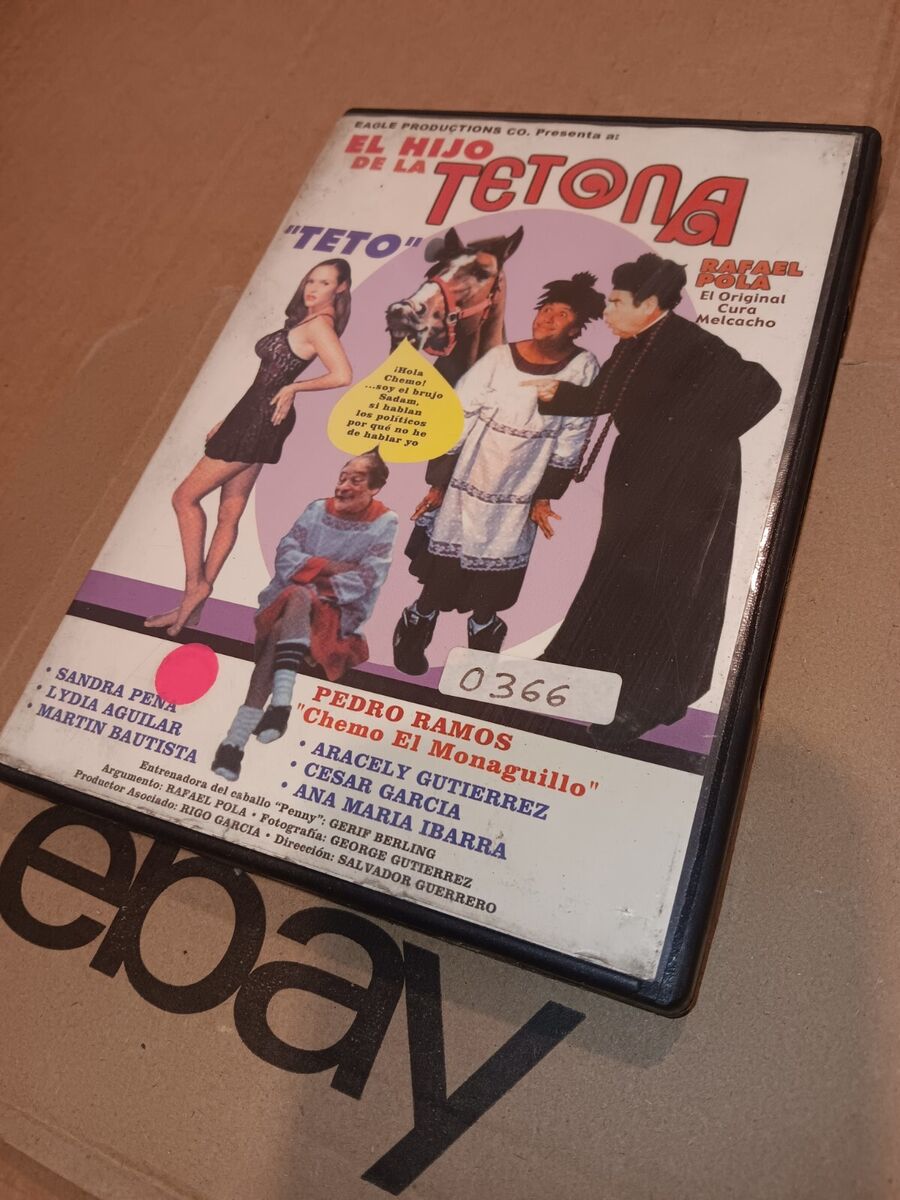 EAGLE PRODUCTIONS CO. Presenta a:
EL HIJO
DE LA TETONA
"TETO"
RAFAEL
POLA
El Original
Cura
Melcacho
¡Hola
Chemo!
...soy el brujo
Sadam,
si hablan
los políticos
por qué no he
de hablar yo
0366
• SANDRA PENA
• LYDIA AGUILAR
• MARTIN BAUTISTA
PEDRO RAMOS
"Chemo El Monaguillo"
• ARACELY GUTIERREZ
• CESAR GARCIA
• ANA MARIA IBARRA
Entrenadora del caballo "Penny": GERIF BERLING
Argumento: RAFAEL POLA • Fotografía: GEORGE GUTIERREZ
Productor Asociado: RIGO GARCIA • Dirección: SALVADOR GUERRERO
ebay